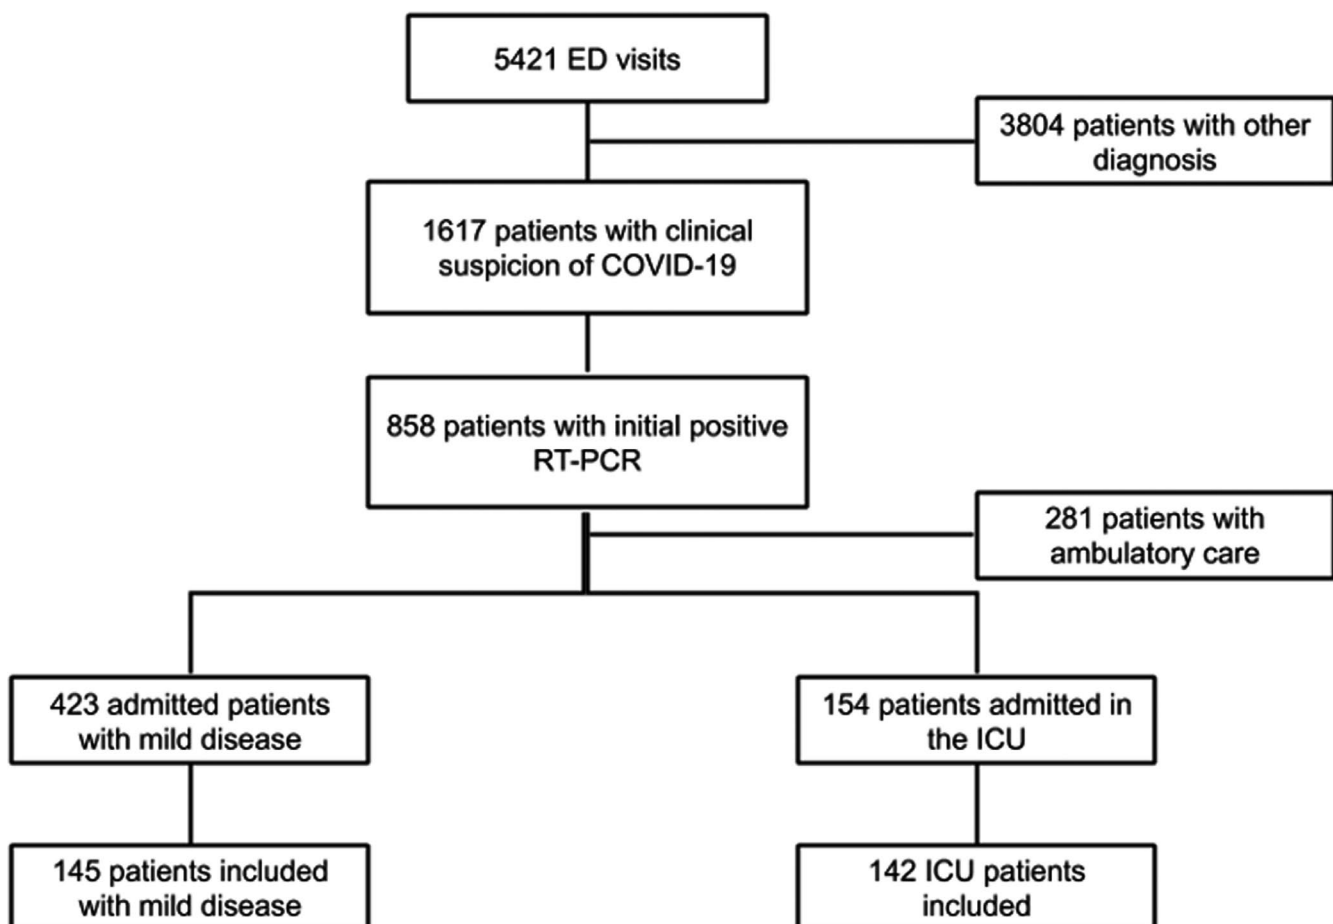 5421 ED visits
3804 patients with other
diagnosis
1617 patients with clinical
suspicion of COVID-19
858 patients with initial positive
RT-PCR
281 patients with
ambulatory care
423 admitted patients
with mild disease
154 patients admitted in
the ICU
145 patients included
with mild disease
142 ICU patients
included